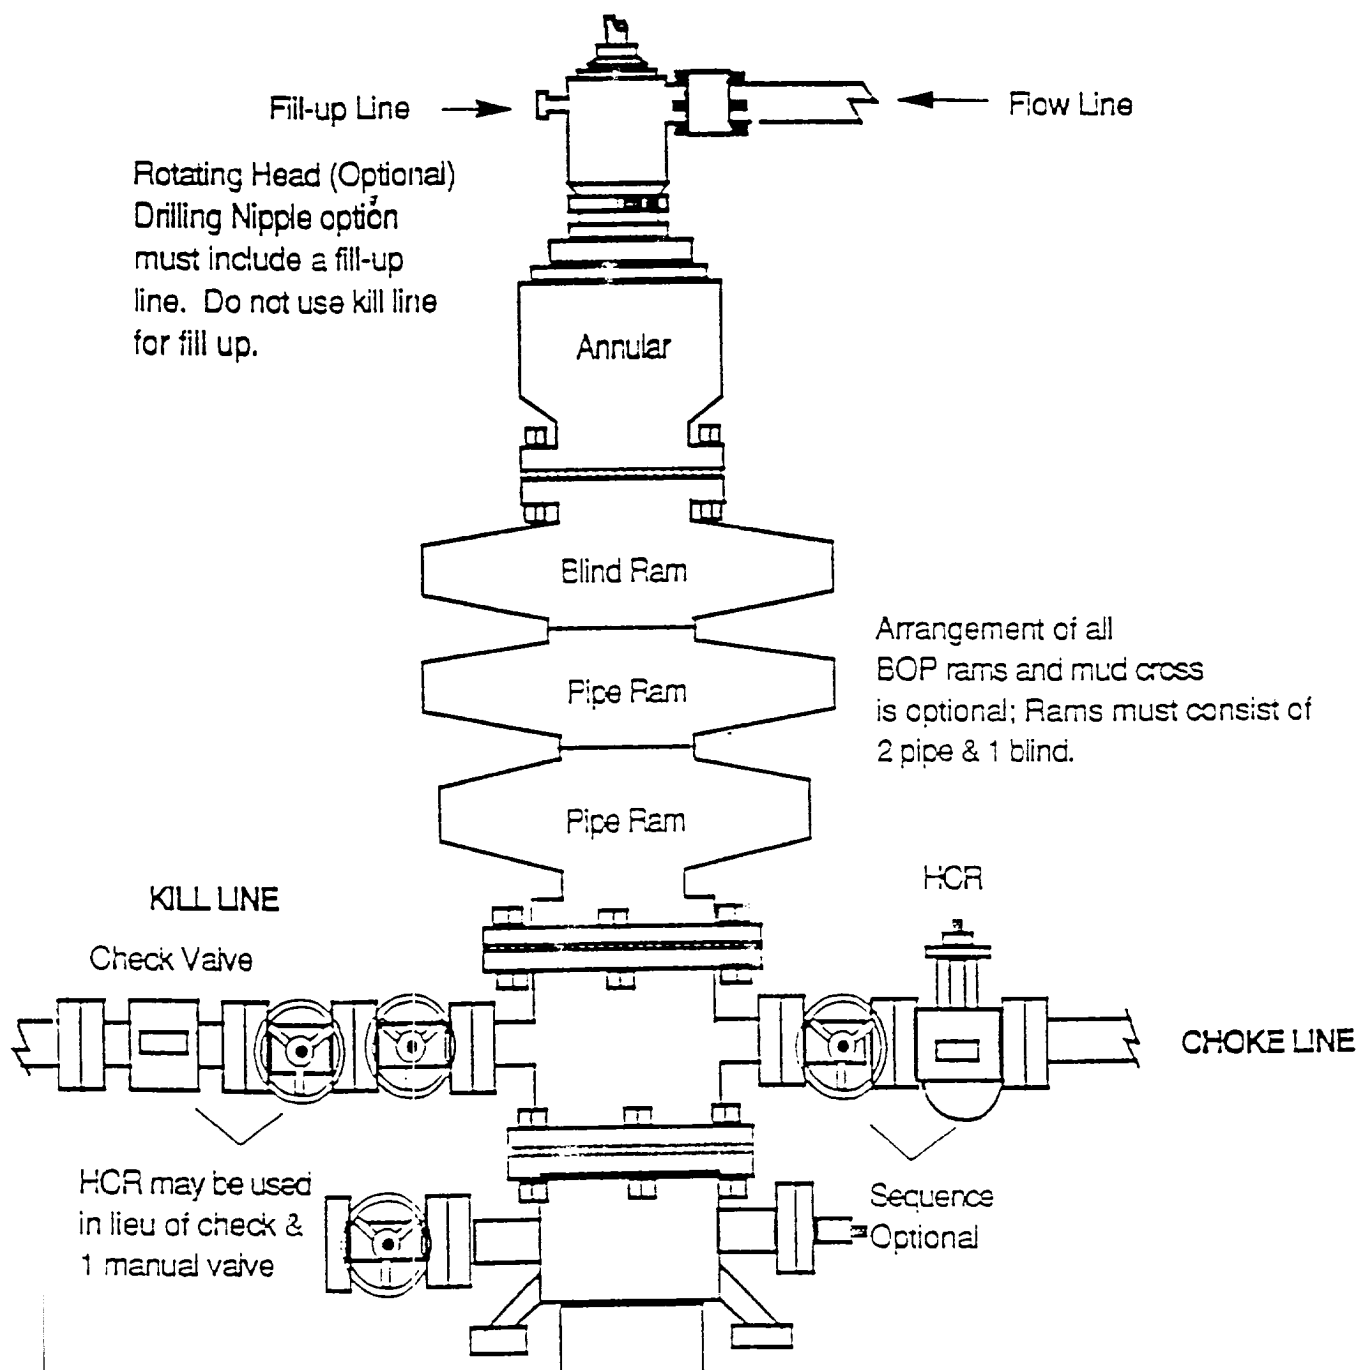 Fill-up Line
Flow Line
Rotating Head (Optional)
Drilling Nipple option
must include a fill-up
line. Do not use kill line
for fill up.
Annular
Blind Ram
Arrangement of all
BOP rams and mud cross
is optional; Rams must consist of
2 pipe & 1 blind.
Pipe Ram
Pipe Ram
HCR
KILL LINE
Check Valve
CHOKE LINE
HCR may be used
in lieu of check &
1 manual valve
Sequence
Optional